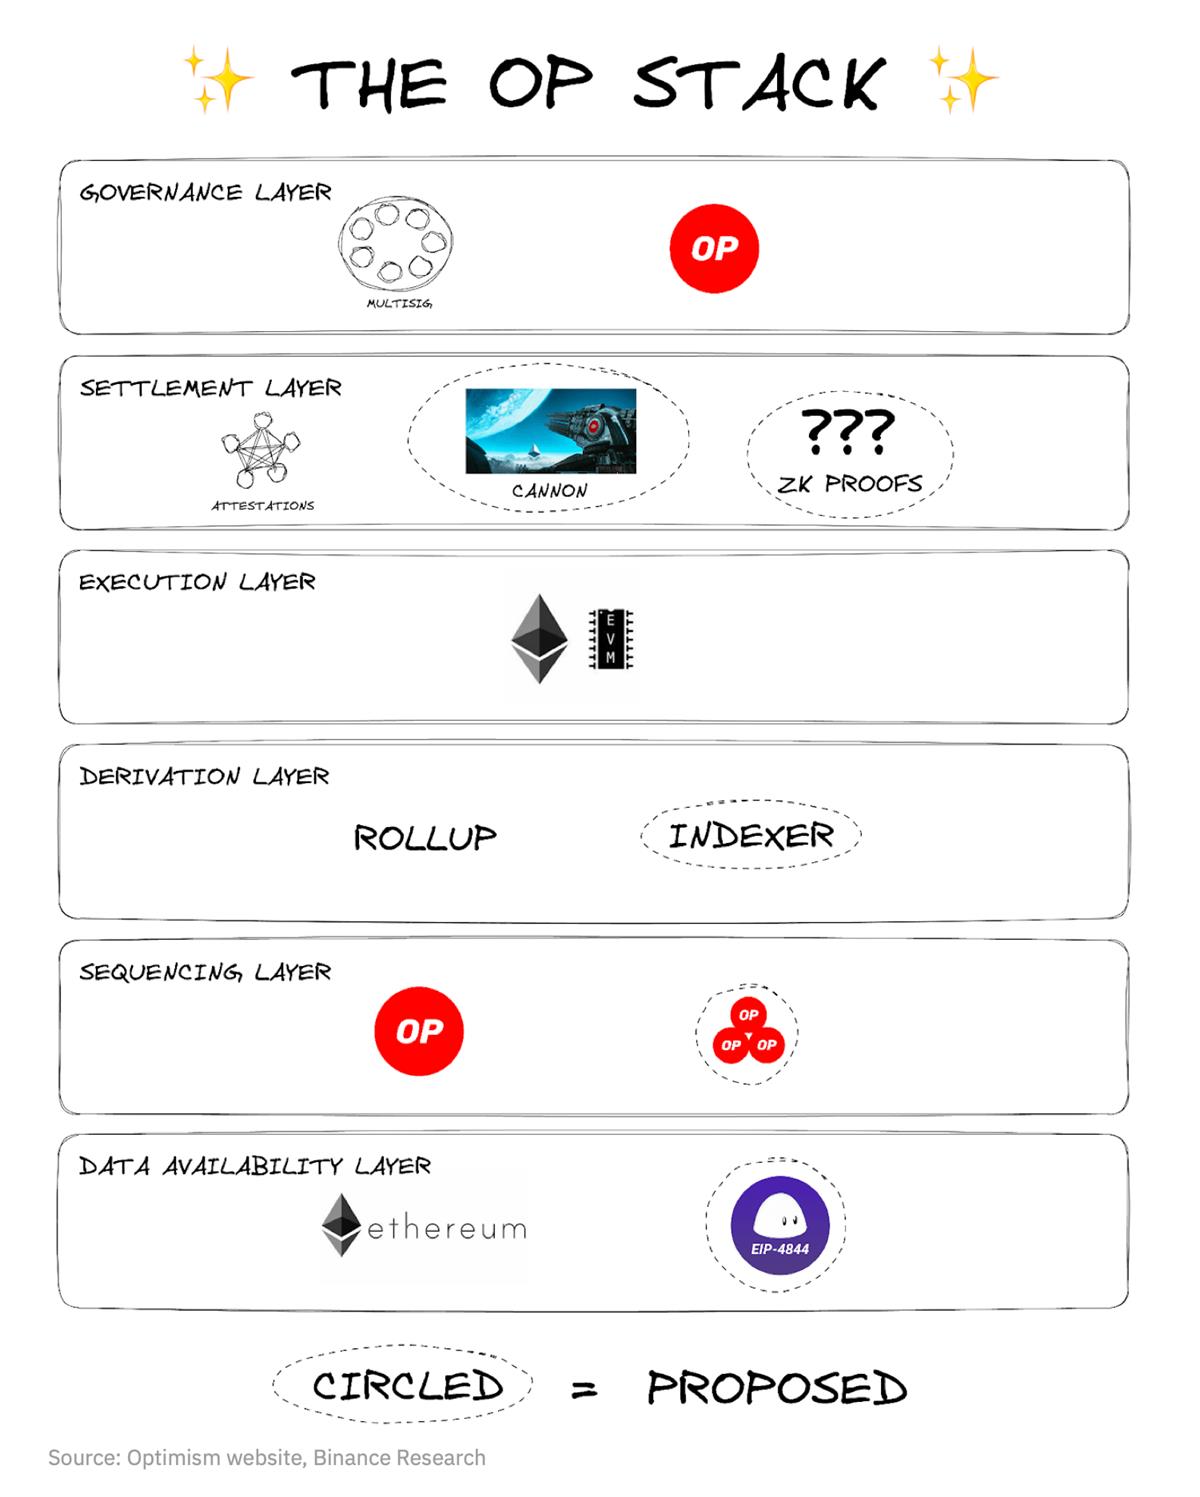 THE OP STACK
GOVERNANCE LAYER
MULTISIG
OP
SETTLEMENT LAYER
ATTESTATIONS
CANNON
???
ZK PROOFS
EXECUTION LAYER
EVM
DERIVATION LAYER
ROLLUP
INDEXER
SEQUENCING LAYER
OP
OP
OP OP
DATA AVAILABILITY LAYER
ethereum
EIP-4844
CIRCLED = PROPOSED
Source: Optimism website, Binance Research